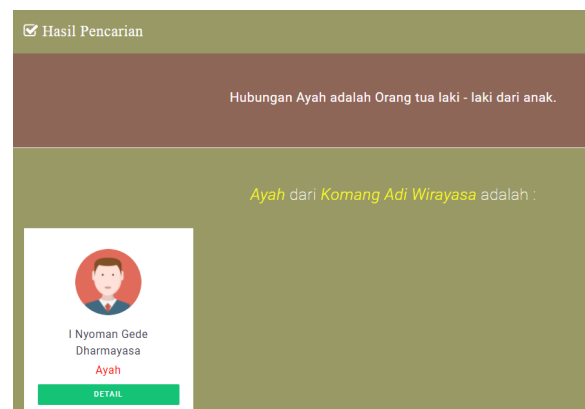 Hasil Pencarian
Hubungan Ayah adalah Orang tua laki - laki dari anak.
Ayah dari Komang Adi Wirayasa adalah :
I Nyoman Gede
Dharmayasa
Ayah
DETAIL